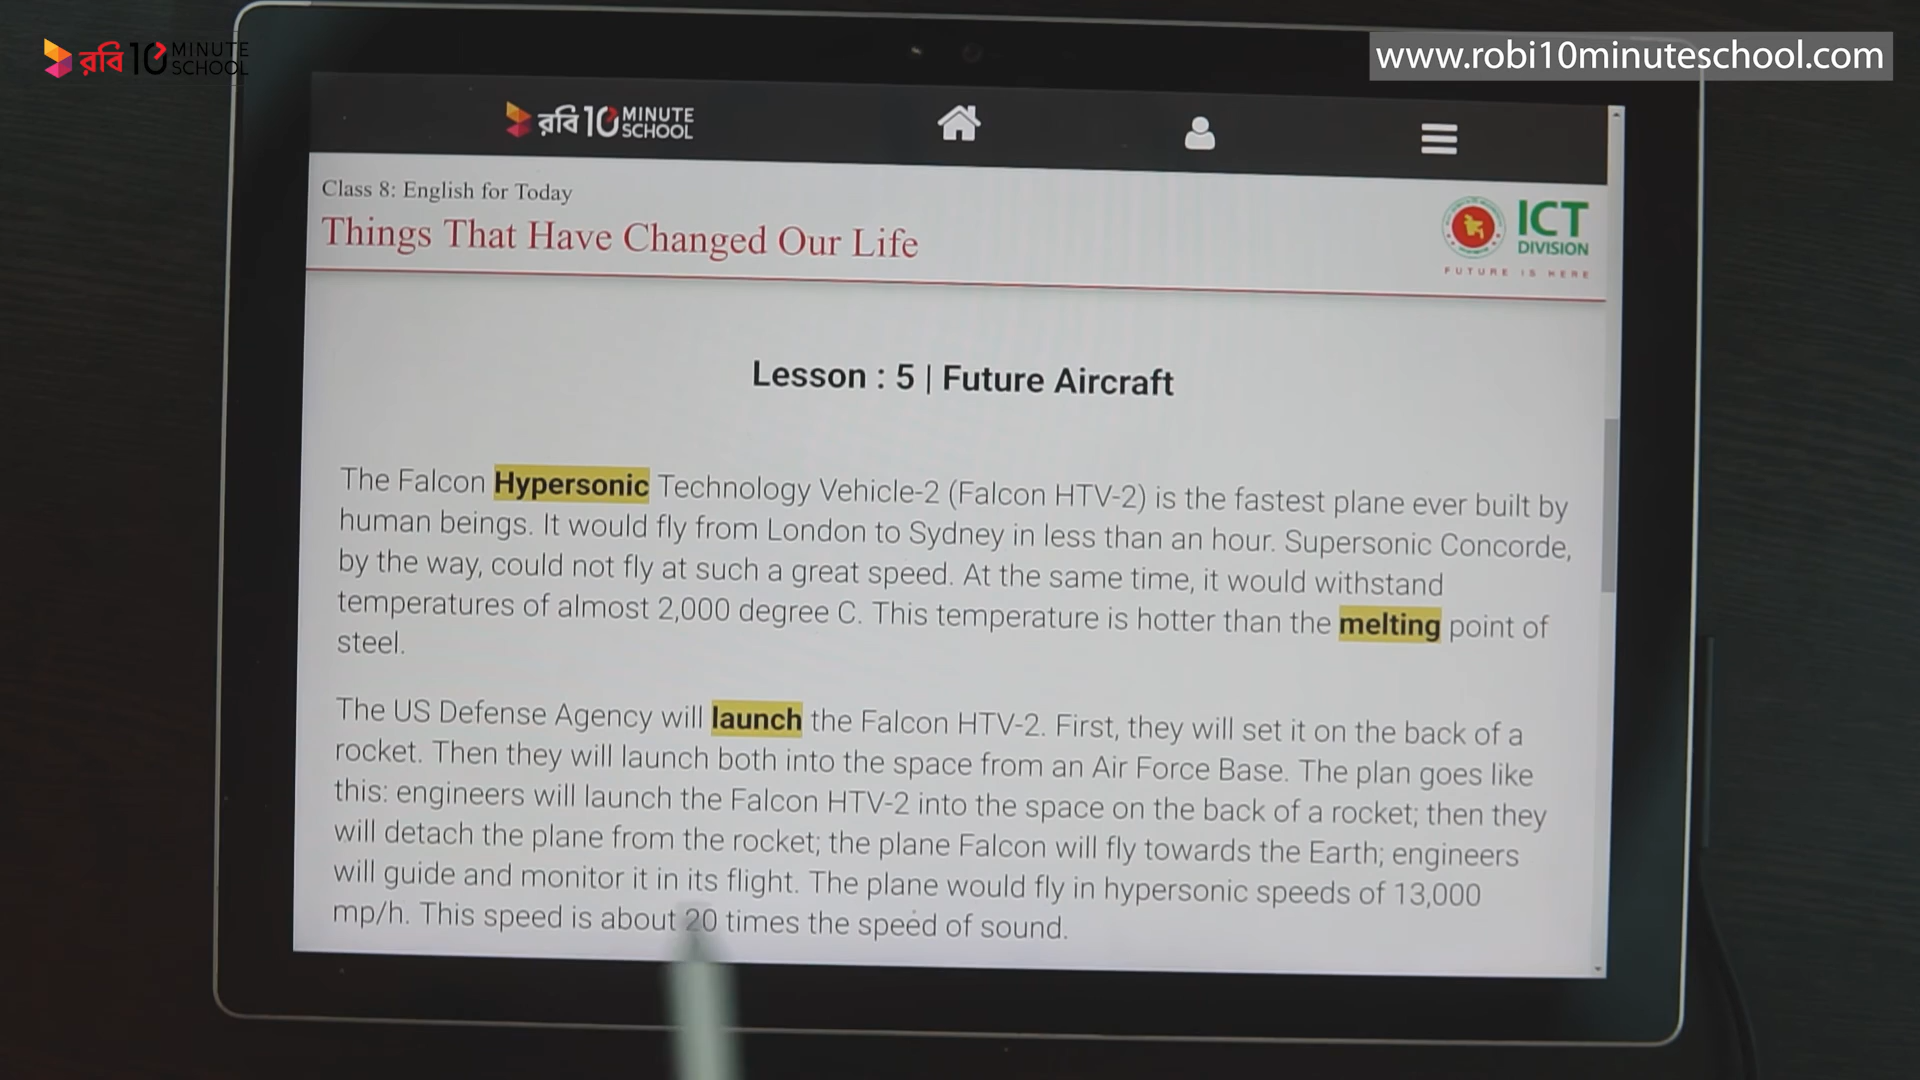 রবি 10 MINUTE SCHOOL
www.robi10minuteschool.com
রবি 10 MINUTE SCHOOL
Class 8: English for Today
Things That Have Changed Our Life
ICT
DIVISION
FUTURE IS HERE
Lesson : 5 | Future Aircraft
The Falcon Hypersonic Technology Vehicle-2 (Falcon HTV-2) is the fastest plane ever built by
human beings. It would fly from London to Sydney in less than an hour. Supersonic Concorde,
by the way, could not fly at such a great speed. At the same time, it would withstand
temperatures of almost 2,000 degree C. This temperature is hotter than the melting point of
steel.
The US Defense Agency will launch the Falcon HTV-2. First, they will set it on the back of a
rocket. Then they will launch both into the space from an Air Force Base. The plan goes like
this: engineers will launch the Falcon HTV-2 into the space on the back of a rocket; then they
will detach the plane from the rocket; the plane Falcon will fly towards the Earth; engineers
will guide and monitor it in its flight. The plane would fly in hypersonic speeds of 13,000
mp/h. This speed is about 20 times the speed of sound.